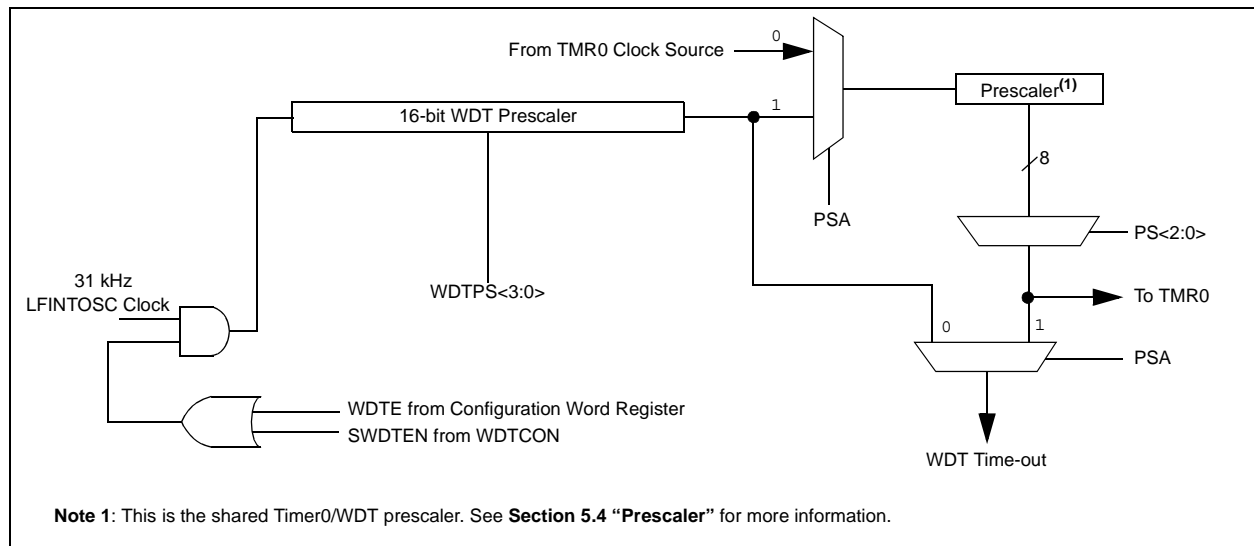 0
From TMR0 Clock Source
Prescaler(1)
16-bit WDT Prescaler
1
8
PSA
PS<2:0>
31 kHz
LFINTOSC Clock
WDTPS<3:0>
To TMR0
0
1
PSA
WDTE from Configuration Word Register
SWDTEN from WDTCON
WDT Time-out
Note 1: This is the shared Timer0/WDT prescaler. See Section 5.4 “Prescaler” for more information.